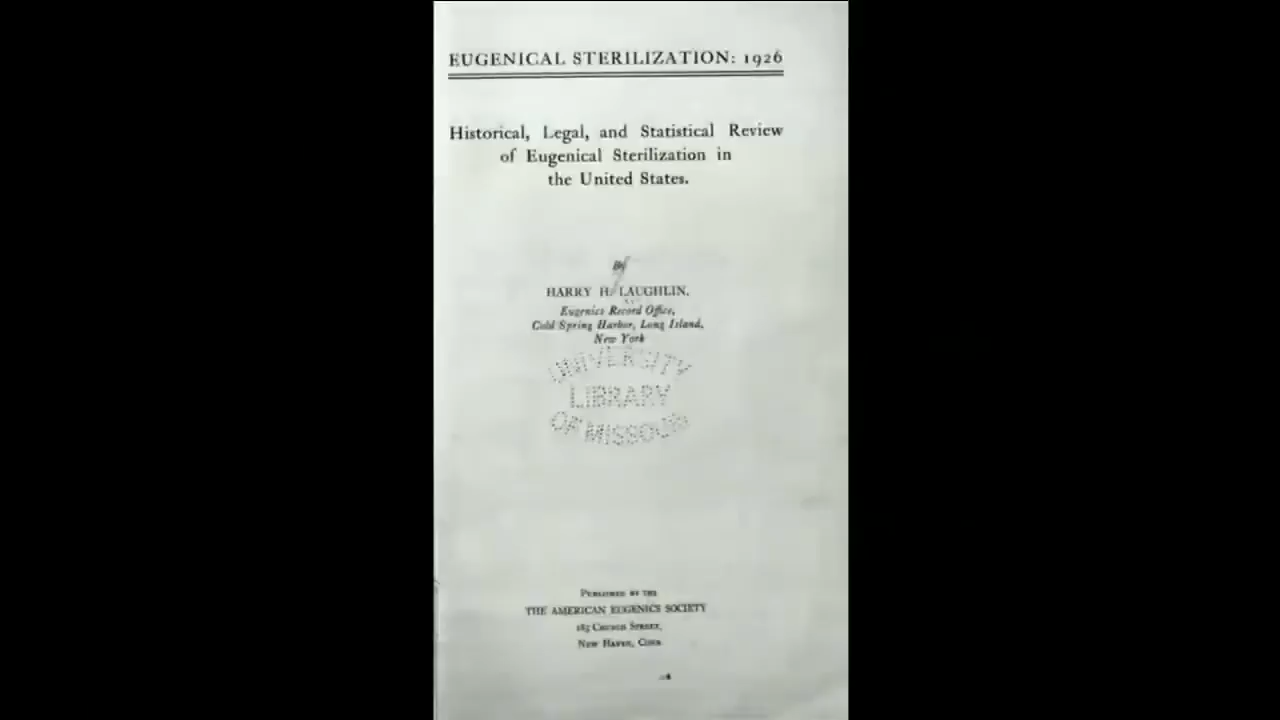 EUGENICAL STERILIZATION: 1926
Historical, Legal, and Statistical Review
of Eugenical Sterilization in
the United States.
By
HARRY H. LAUGHLIN,
Eugenics Record Office,
Cold Spring Harbor, Long Island,
New York
UNIVERSITY
LIBRARY
OF MISSOURI
PUBLISHED BY THE
THE AMERICAN EUGENICS SOCIETY
185 CHURCH STREET,
NEW HAVEN, CONN.